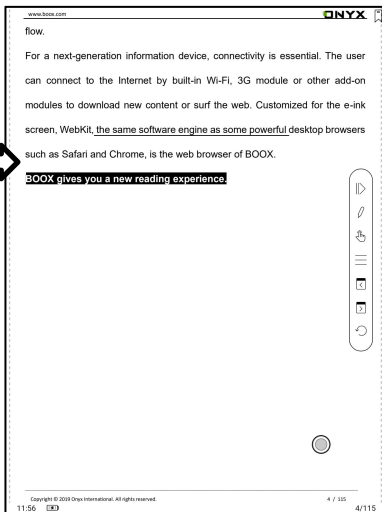 www.boox.com
ONYX
flow.
For a next-generation information device, connectivity is essential. The user
can connect to the Internet by built-in Wi-Fi, 3G module or other add-on
modules to download new content or surf the web. Customized for the e-ink
screen, WebKit, the same software engine as some powerful desktop browsers
such as Safari and Chrome, is the web browser of BOOX.
BOOX gives you a new reading experience.
Copyright © 2019 Onyx International. All rights reserved.
4 / 115
11:56
4/115